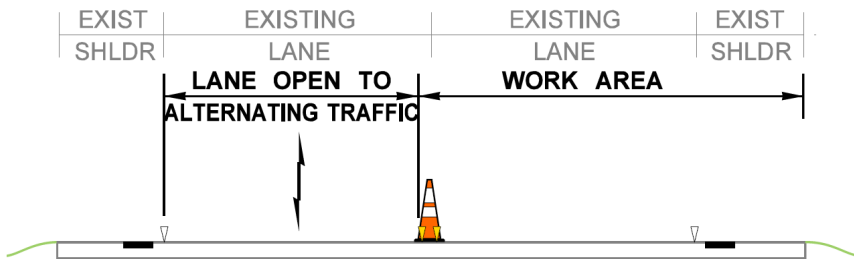 EXIST EXISTING EXISTING EXIST
SHLDR LANE LANE SHLDR
LANE OPEN TO WORK AREA
ALTERNATING TRAFFIC